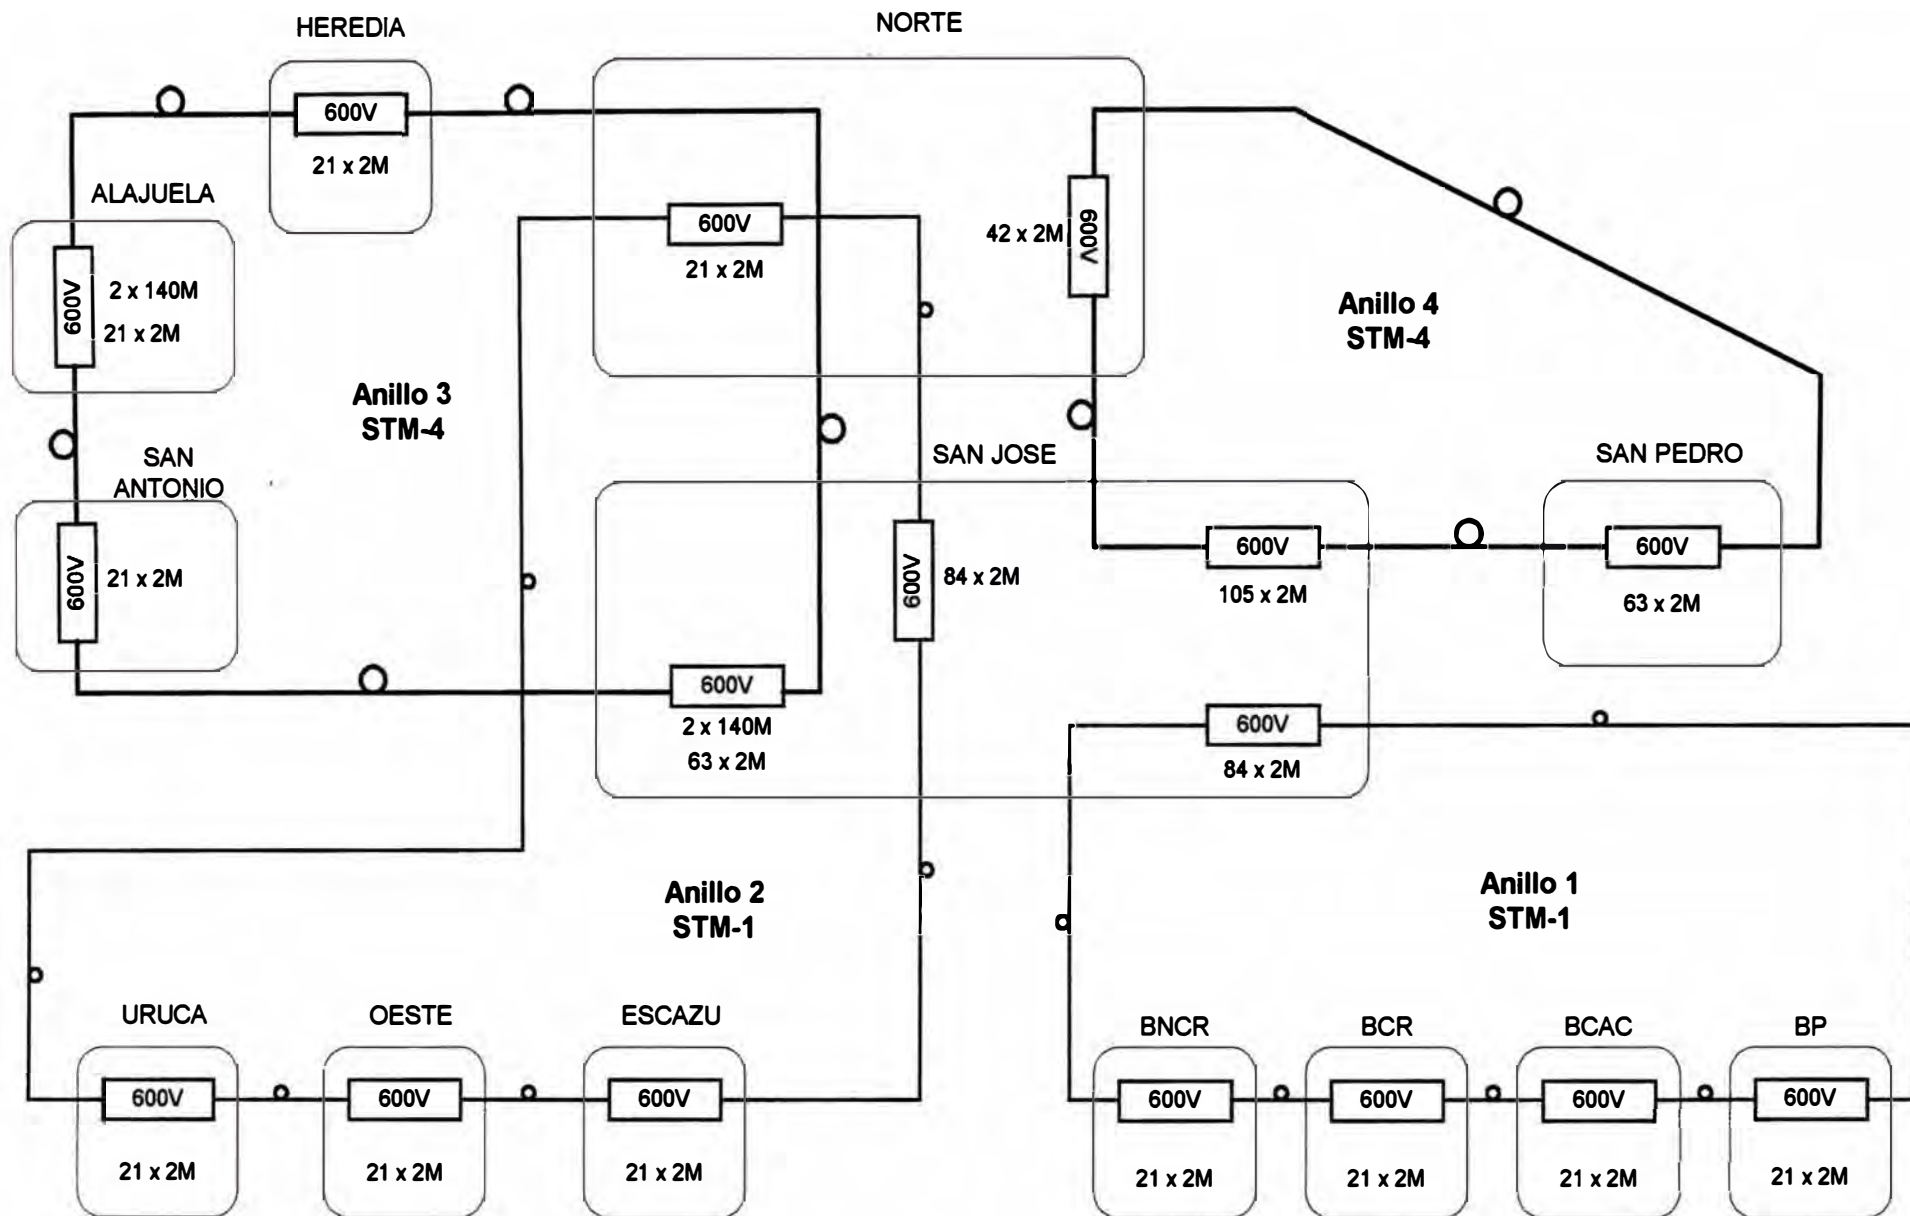 HEREDIA
NORTE
600V
21 x 2M
ALAJUELA
600V
2 x 140M
21 x 2M
600V
21 x 2M
42 x 2M
600V
Anillo 4
STM-4
Anillo 3
STM-4
SAN
ANTONIO
600V
21 x 2M
SAN JOSE
SAN PEDRO
600V
84 x 2M
600V
105 x 2M
600V
63 x 2M
600V
2 x 140M
63 x 2M
600V
84 x 2M
Anillo 2
STM-1
Anillo 1
STM-1
URUCA
OESTE
ESCAZU
BNCR
BCR
BCAC
BP
600V
600V
600V
600V
600V
600V
600V
21 x 2M
21 x 2M
21 x 2M
21 x 2M
21 x 2M
21 x 2M
21 x 2M